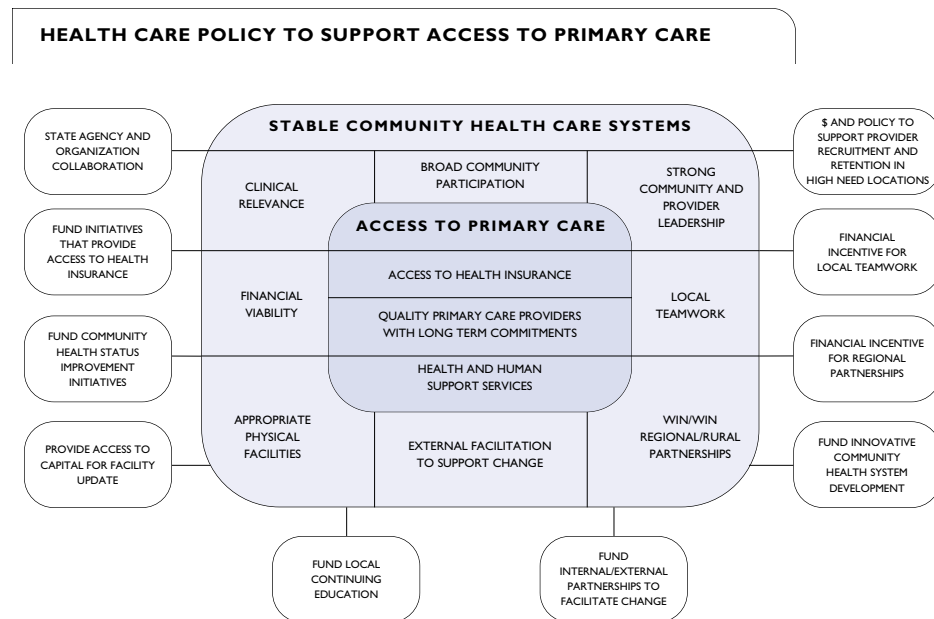 HEALTH CARE POLICY TO SUPPORT ACCESS TO PRIMARY CARE
STABLE COMMUNITY HEALTH CARE SYSTEMS
STATE AGENCY AND
ORGANIZATION
COLLABORATION
FUND INITIATIVES
THAT PROVIDE
ACCESS TO HEALTH
INSURANCE
FUND COMMUNITY
HEALTH STATUS
IMPROVEMENT
INITIATIVES
PROVIDE ACCESS TO
CAPITAL FOR FACILITY
UPDATE
CLINICAL
RELEVANCE
BROAD COMMUNITY
PARTICIPATION
STRONG
COMMUNITY AND
PROVIDER
LEADERSHIP
FINANCIAL
VIABILITY
ACCESS TO PRIMARY CARE
ACCESS TO HEALTH INSURANCE
QUALITY PRIMARY CARE PROVIDERS
WITH LONG TERM COMMITMENTS
HEALTH AND HUMAN
SUPPORT SERVICES
LOCAL
TEAMWORK
APPROPRIATE
PHYSICAL
FACILITIES
EXTERNAL FACILITATION
TO SUPPORT CHANGE
WIN/WIN
REGIONAL/RURAL
PARTNERSHIPS
$ AND POLICY TO
SUPPORT PROVIDER
RECRUITMENT AND
RETENTION IN
HIGH NEED LOCATIONS
FINANCIAL
INCENTIVE FOR
LOCAL TEAMWORK
FINANCIAL INCENTIVE
FOR REGIONAL
PARTNERSHIPS
FUND INNOVATIVE
COMMUNITY
HEALTH SYSTEM
DEVELOPMENT
FUND LOCAL
CONTINUING
EDUCATION
FUND
INTERNAL/EXTERNAL
PARTNERSHIPS TO
FACILITATE CHANGE